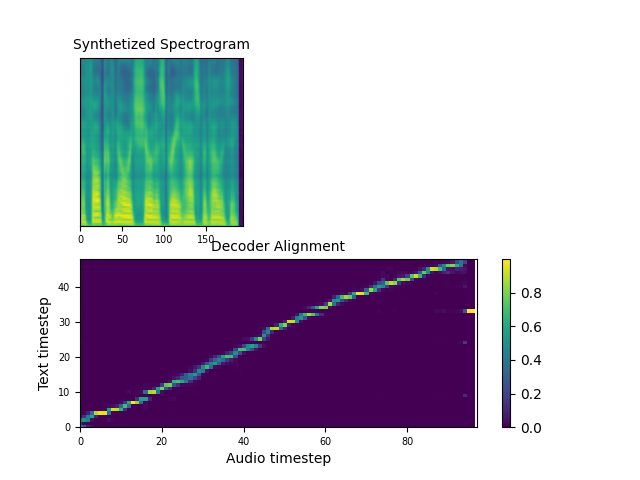 Synthetized Spectrogram
0 50 100 150
Decoder Alignment
40
30
20
10
0
Text timestep
0 20 40 60 80
Audio timestep
0.8
0.6
0.4
0.2
0.0